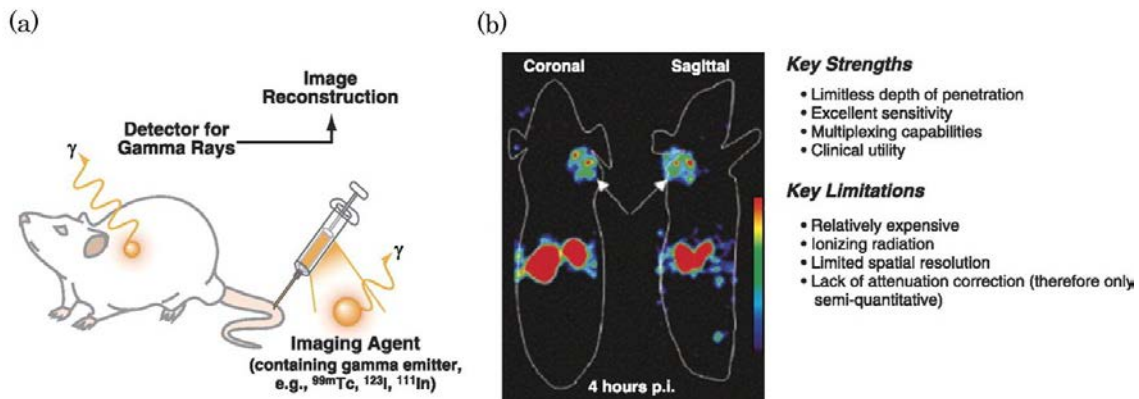 (a)
Image
Reconstruction
Detector for
Gamma Rays
γ
γ
Imaging Agent
(containing gamma emitter,
e.g., ⁹⁹ᵐTc, ¹²³I, ¹¹¹In)
(b)
Coronal
Sagittal
4 hours p.i.
Key Strengths
• Limitless depth of penetration
• Excellent sensitivity
• Multiplexing capabilities
• Clinical utility
Key Limitations
• Relatively expensive
• Ionizing radiation
• Limited spatial resolution
• Lack of attenuation correction (therefore only
semi-quantitative)